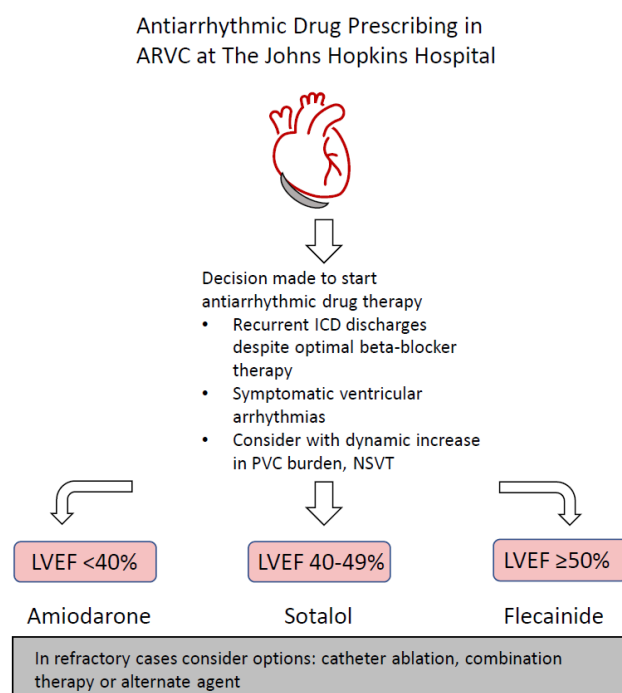 Antiarrhythmic Drug Prescribing in
ARVC at The Johns Hopkins Hospital
Decision made to start
antiarrhythmic drug therapy
• Recurrent ICD discharges
despite optimal beta-blocker
therapy
• Symptomatic ventricular
arrhythmias
• Consider with dynamic increase
in PVC burden, NSVT
LVEF <40%
LVEF 40-49%
LVEF ≥50%
Amiodarone
Sotalol
Flecainide
In refractory cases consider options: catheter ablation, combination
therapy or alternate agent